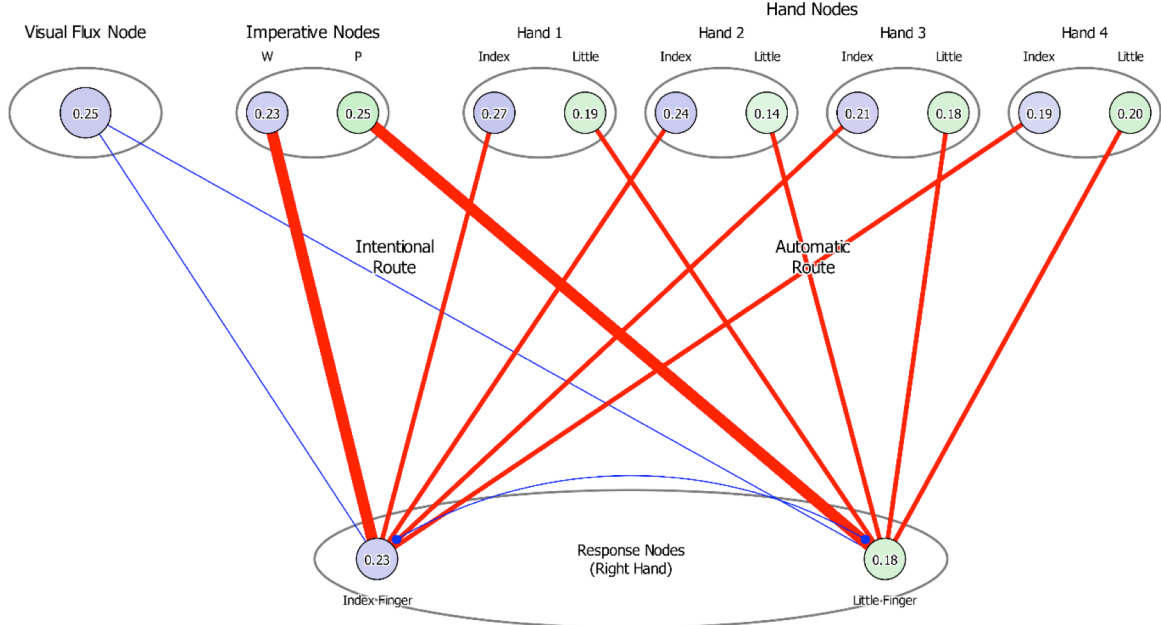 Hand Nodes
Visual Flux Node
Imperative Nodes
Hand 1
Hand 2
Hand 3
Hand 4
W
P
Index
Little
Index
Little
Index
Little
Index
Little
0.25
0.23
0.25
0.27
0.19
0.24
0.14
0.21
0.18
0.19
0.20
Intentional
Route
Automatic
Route
Response Nodes
(Right Hand)
0.23
0.18
Index-Finger
Little-Finger